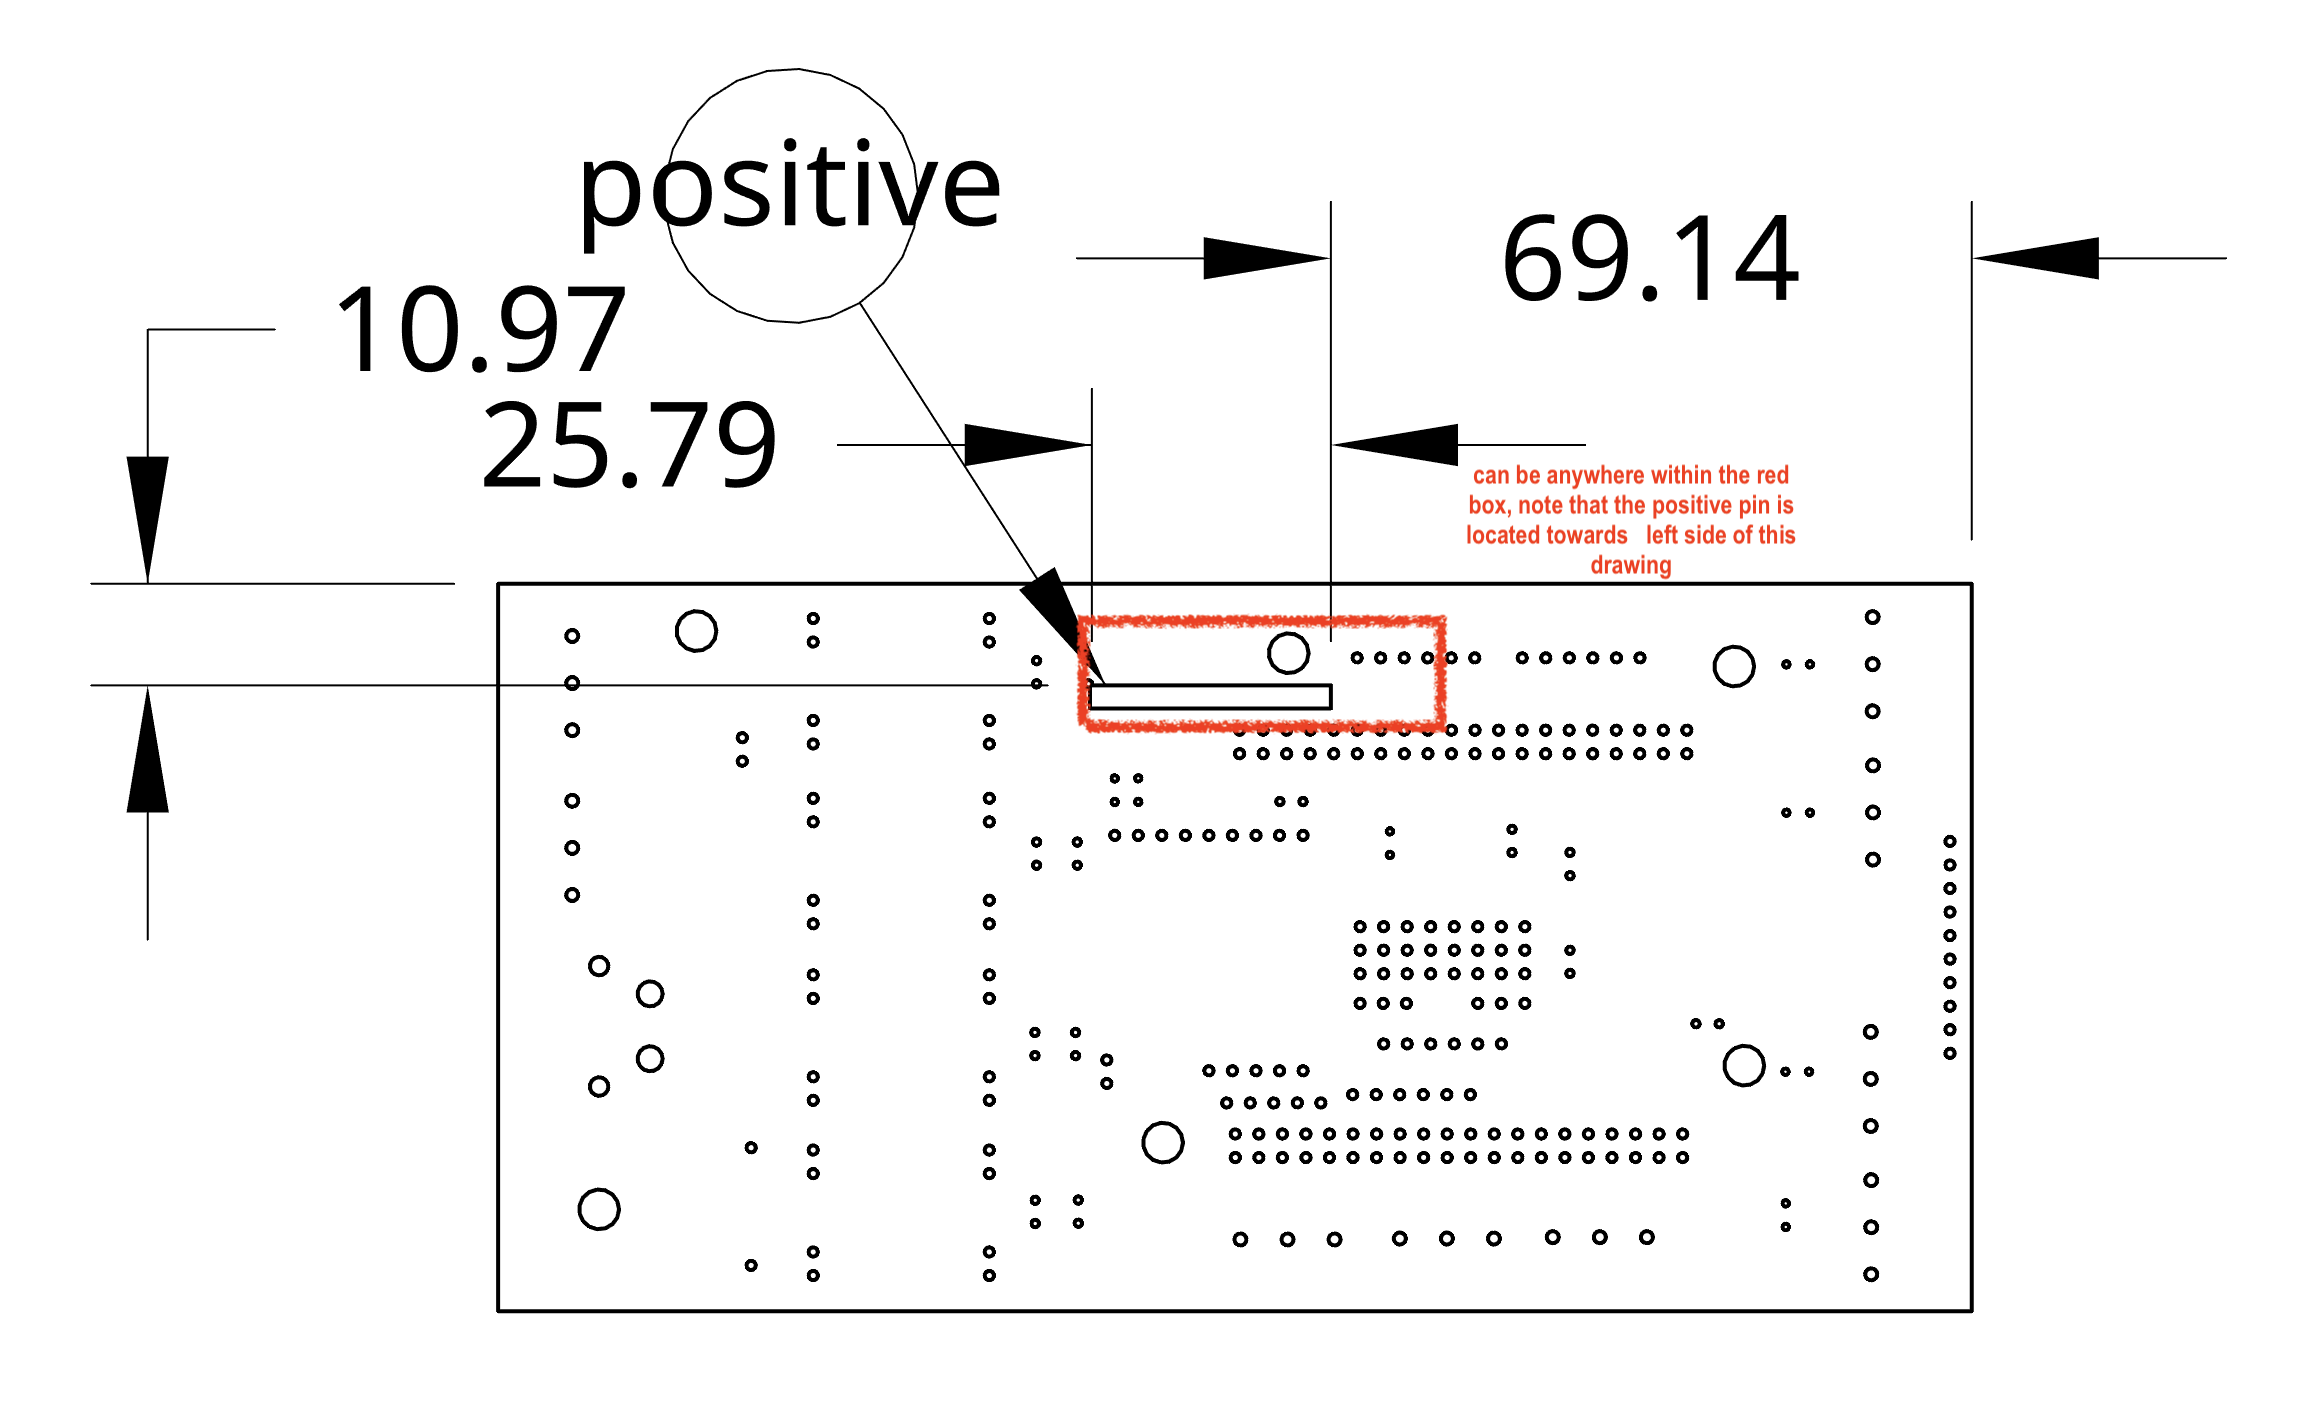 positive
69.14
10.97
25.79
can be anywhere within the red
box, note that the positive pin is
located towards   left side of this
drawing